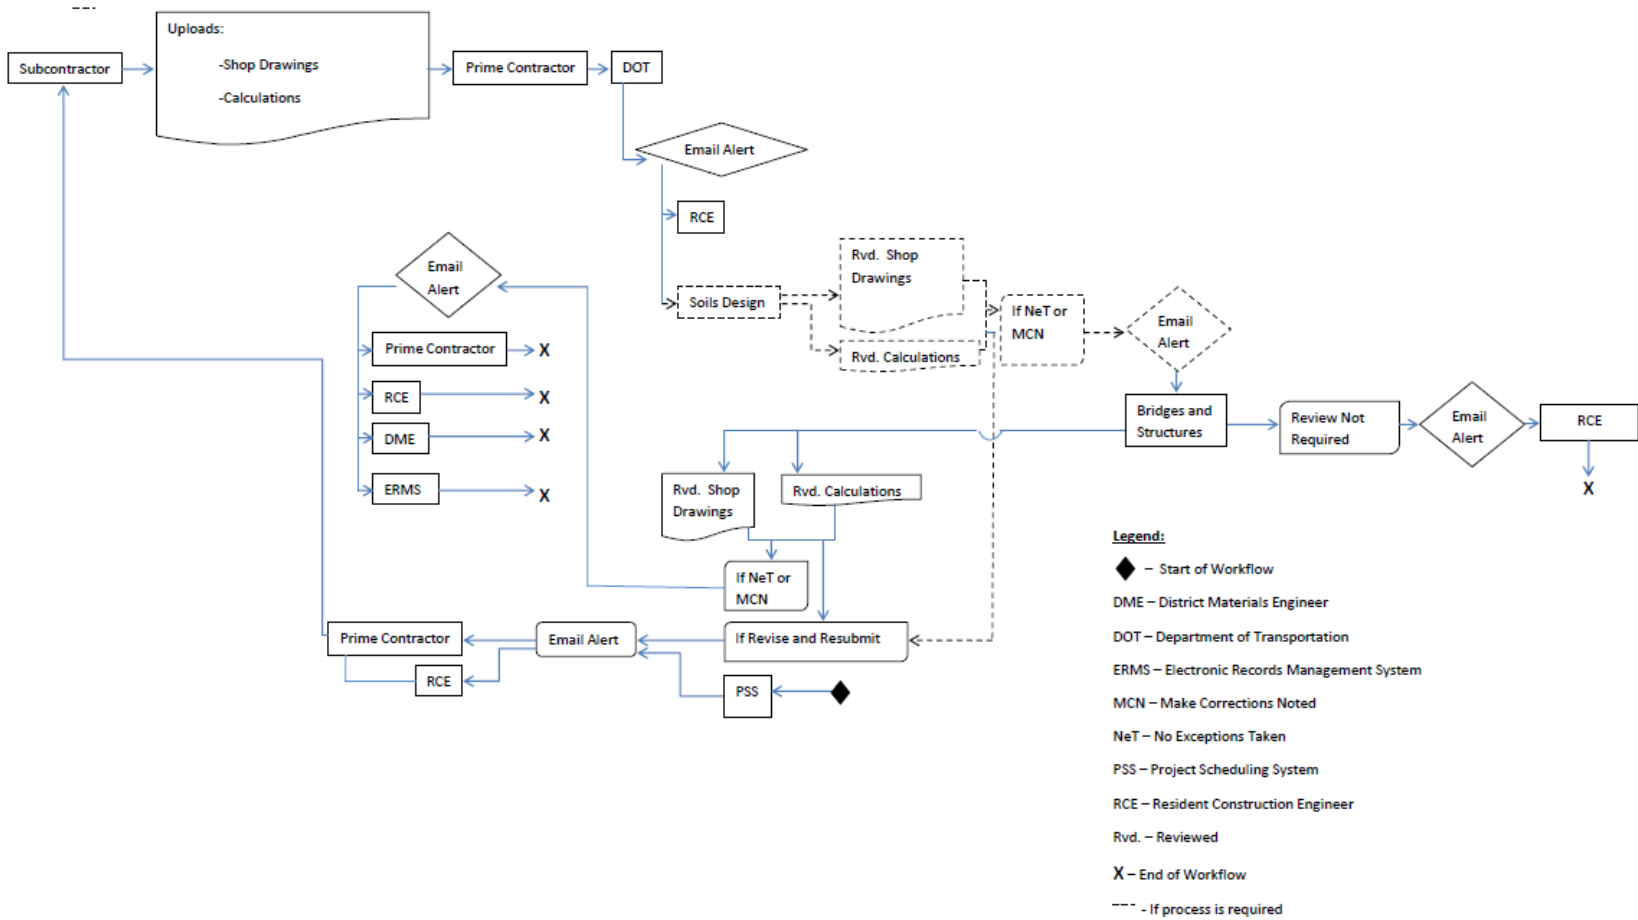 Uploads:
-Shop Drawings
-Calculations
Subcontractor
Prime Contractor
DOT
Email Alert
RCE
Soils Design
Rvd. Shop
Drawings
Rvd. Calculations
If NeT or
MCN
Email
Alert
Bridges and
Structures
Review Not
Required
Email
Alert
RCE
X
Email
Alert
Prime Contractor
X
RCE
X
DME
X
ERMS
X
Rvd. Shop
Drawings
Rvd. Calculations
If NeT or
MCN
If Revise and Resubmit
Email Alert
Prime Contractor
RCE
PSS
Legend:
– Start of Workflow
DME – District Materials Engineer
DOT – Department of Transportation
ERMS – Electronic Records Management System
MCN – Make Corrections Noted
NeT – No Exceptions Taken
PSS – Project Scheduling System
RCE – Resident Construction Engineer
Rvd. – Reviewed
X – End of Workflow
- If process is required